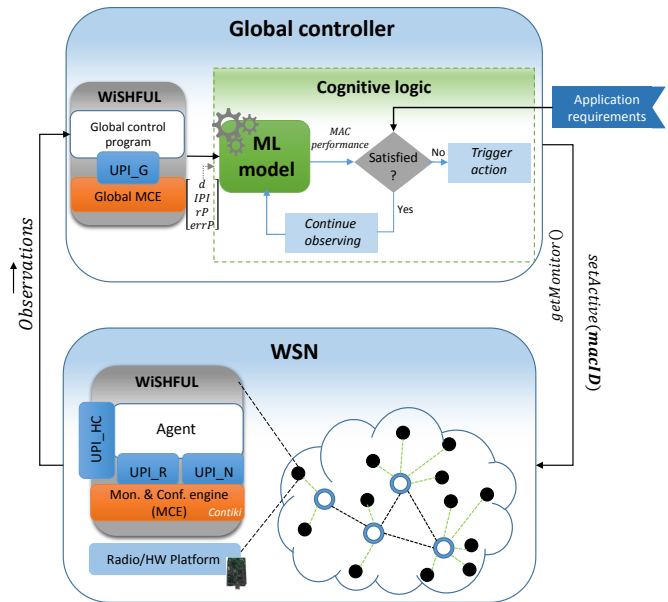 Global controller
WiSHFUL
Global control
program
UPI_G
Global MCE
d
IPI
rP
errP
Cognitive logic
ML
model
MAC
performance
Satisfied
?
No
Trigger
action
Yes
Continue
observing
Application
requirements
Observations
getMonitor()
setActive(macID)
WSN
WiSHFUL
UPI_HC
Agent
UPI_R
UPI_N
Mon. & Conf. engine
(MCE)
Contiki
Radio/HW Platform